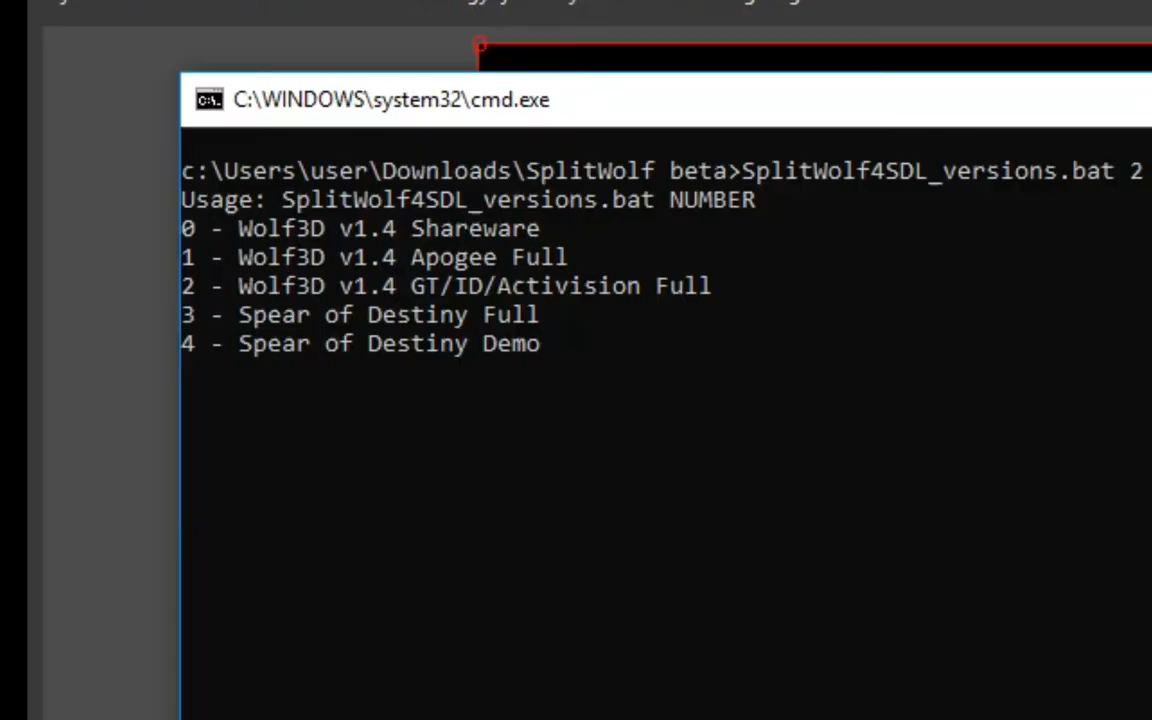 C:\WINDOWS\system32\cmd.exe
c:\Users\user\Downloads\SplitWolf beta>SplitWolf4SDL_versions.bat 2
Usage: SplitWolf4SDL_versions.bat NUMBER
0 - Wolf3D v1.4 Shareware
1 - Wolf3D v1.4 Apogee Full
2 - Wolf3D v1.4 GT/ID/Activision Full
3 - Spear of Destiny Full
4 - Spear of Destiny Demo